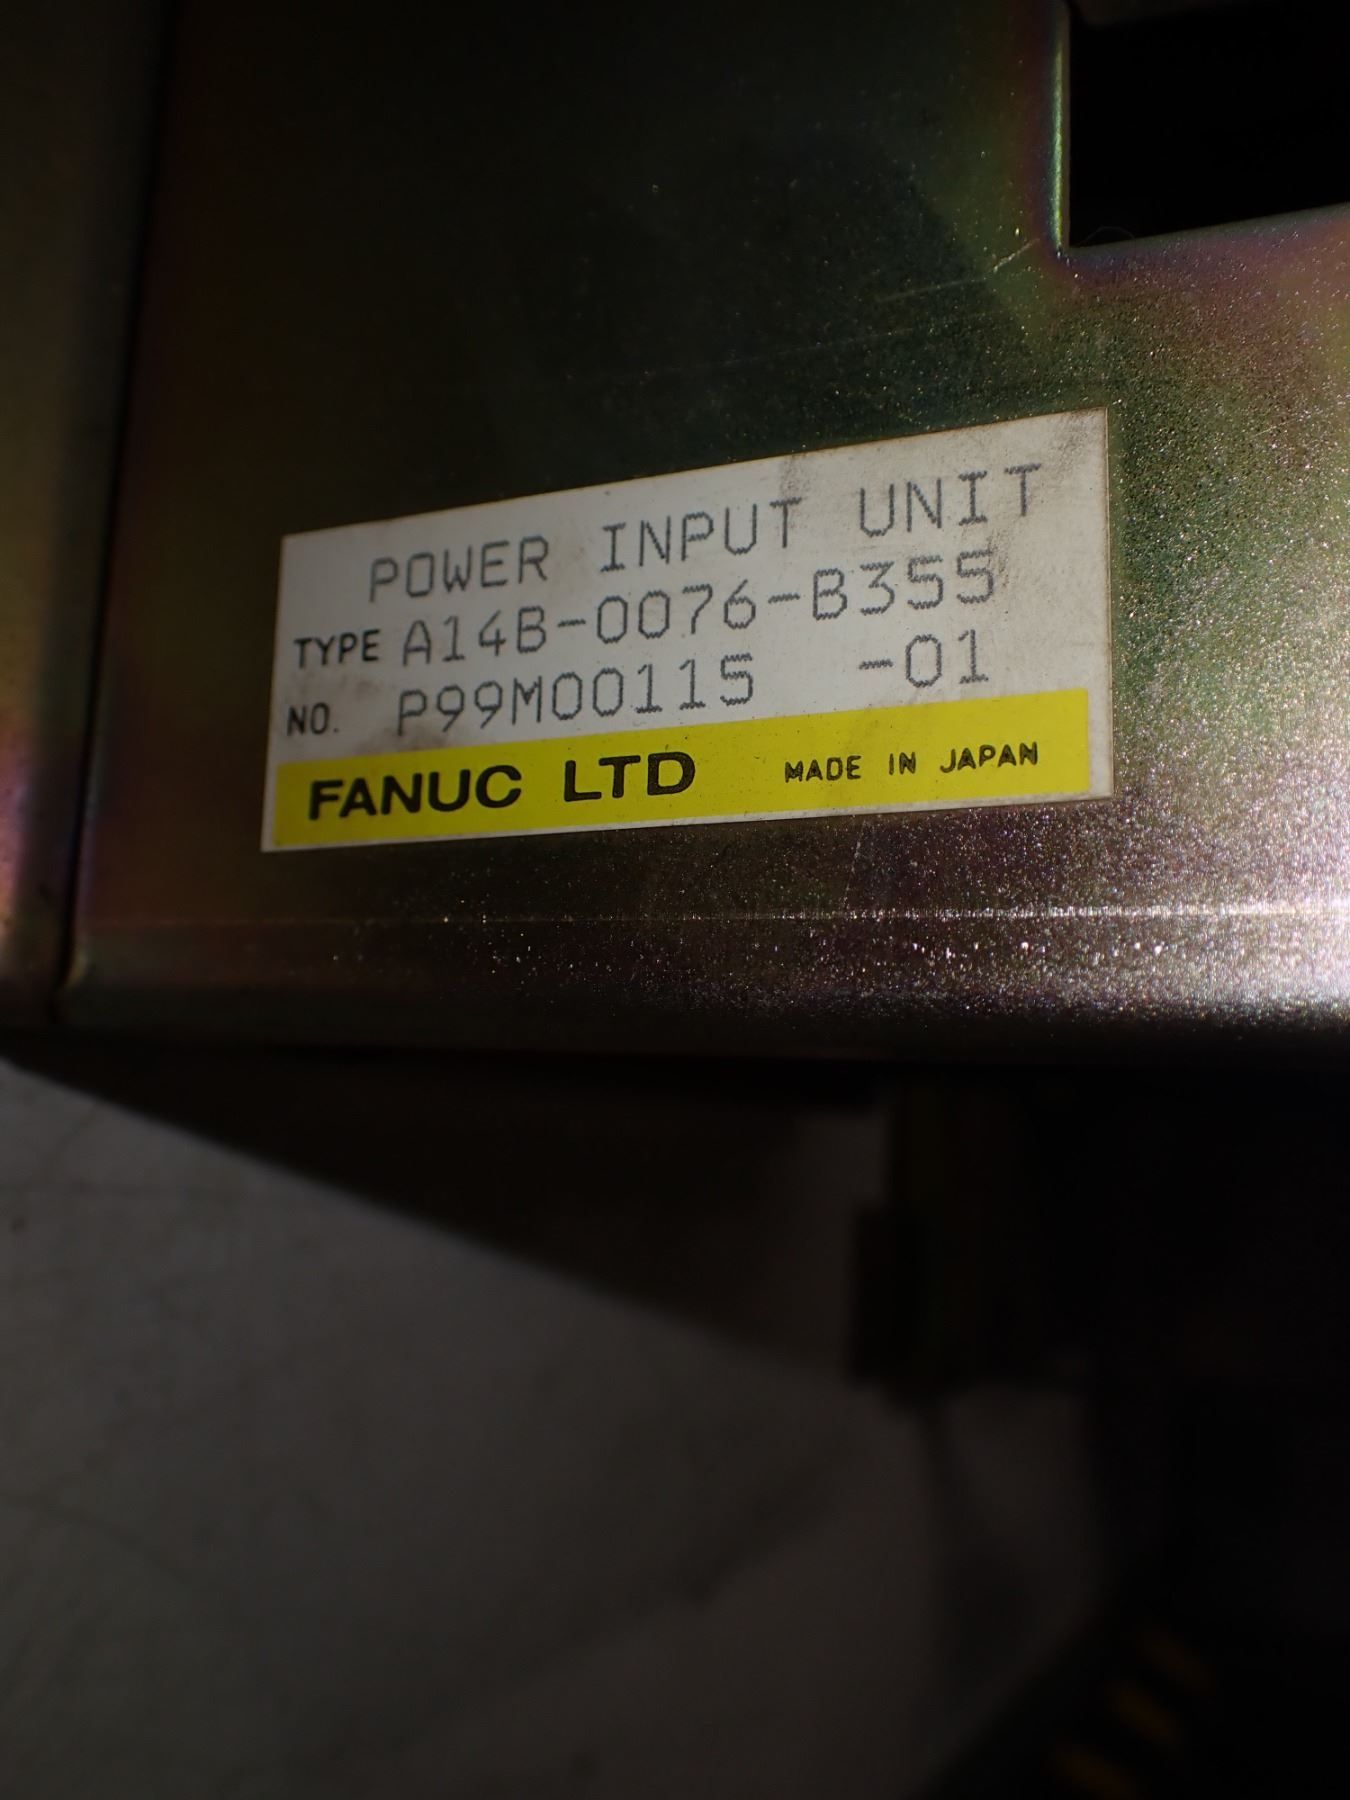 POWER INPUT UNIT
TYPE A14B-0076-B355
NO. P99M00115 -01
FANUC LTD MADE IN JAPAN